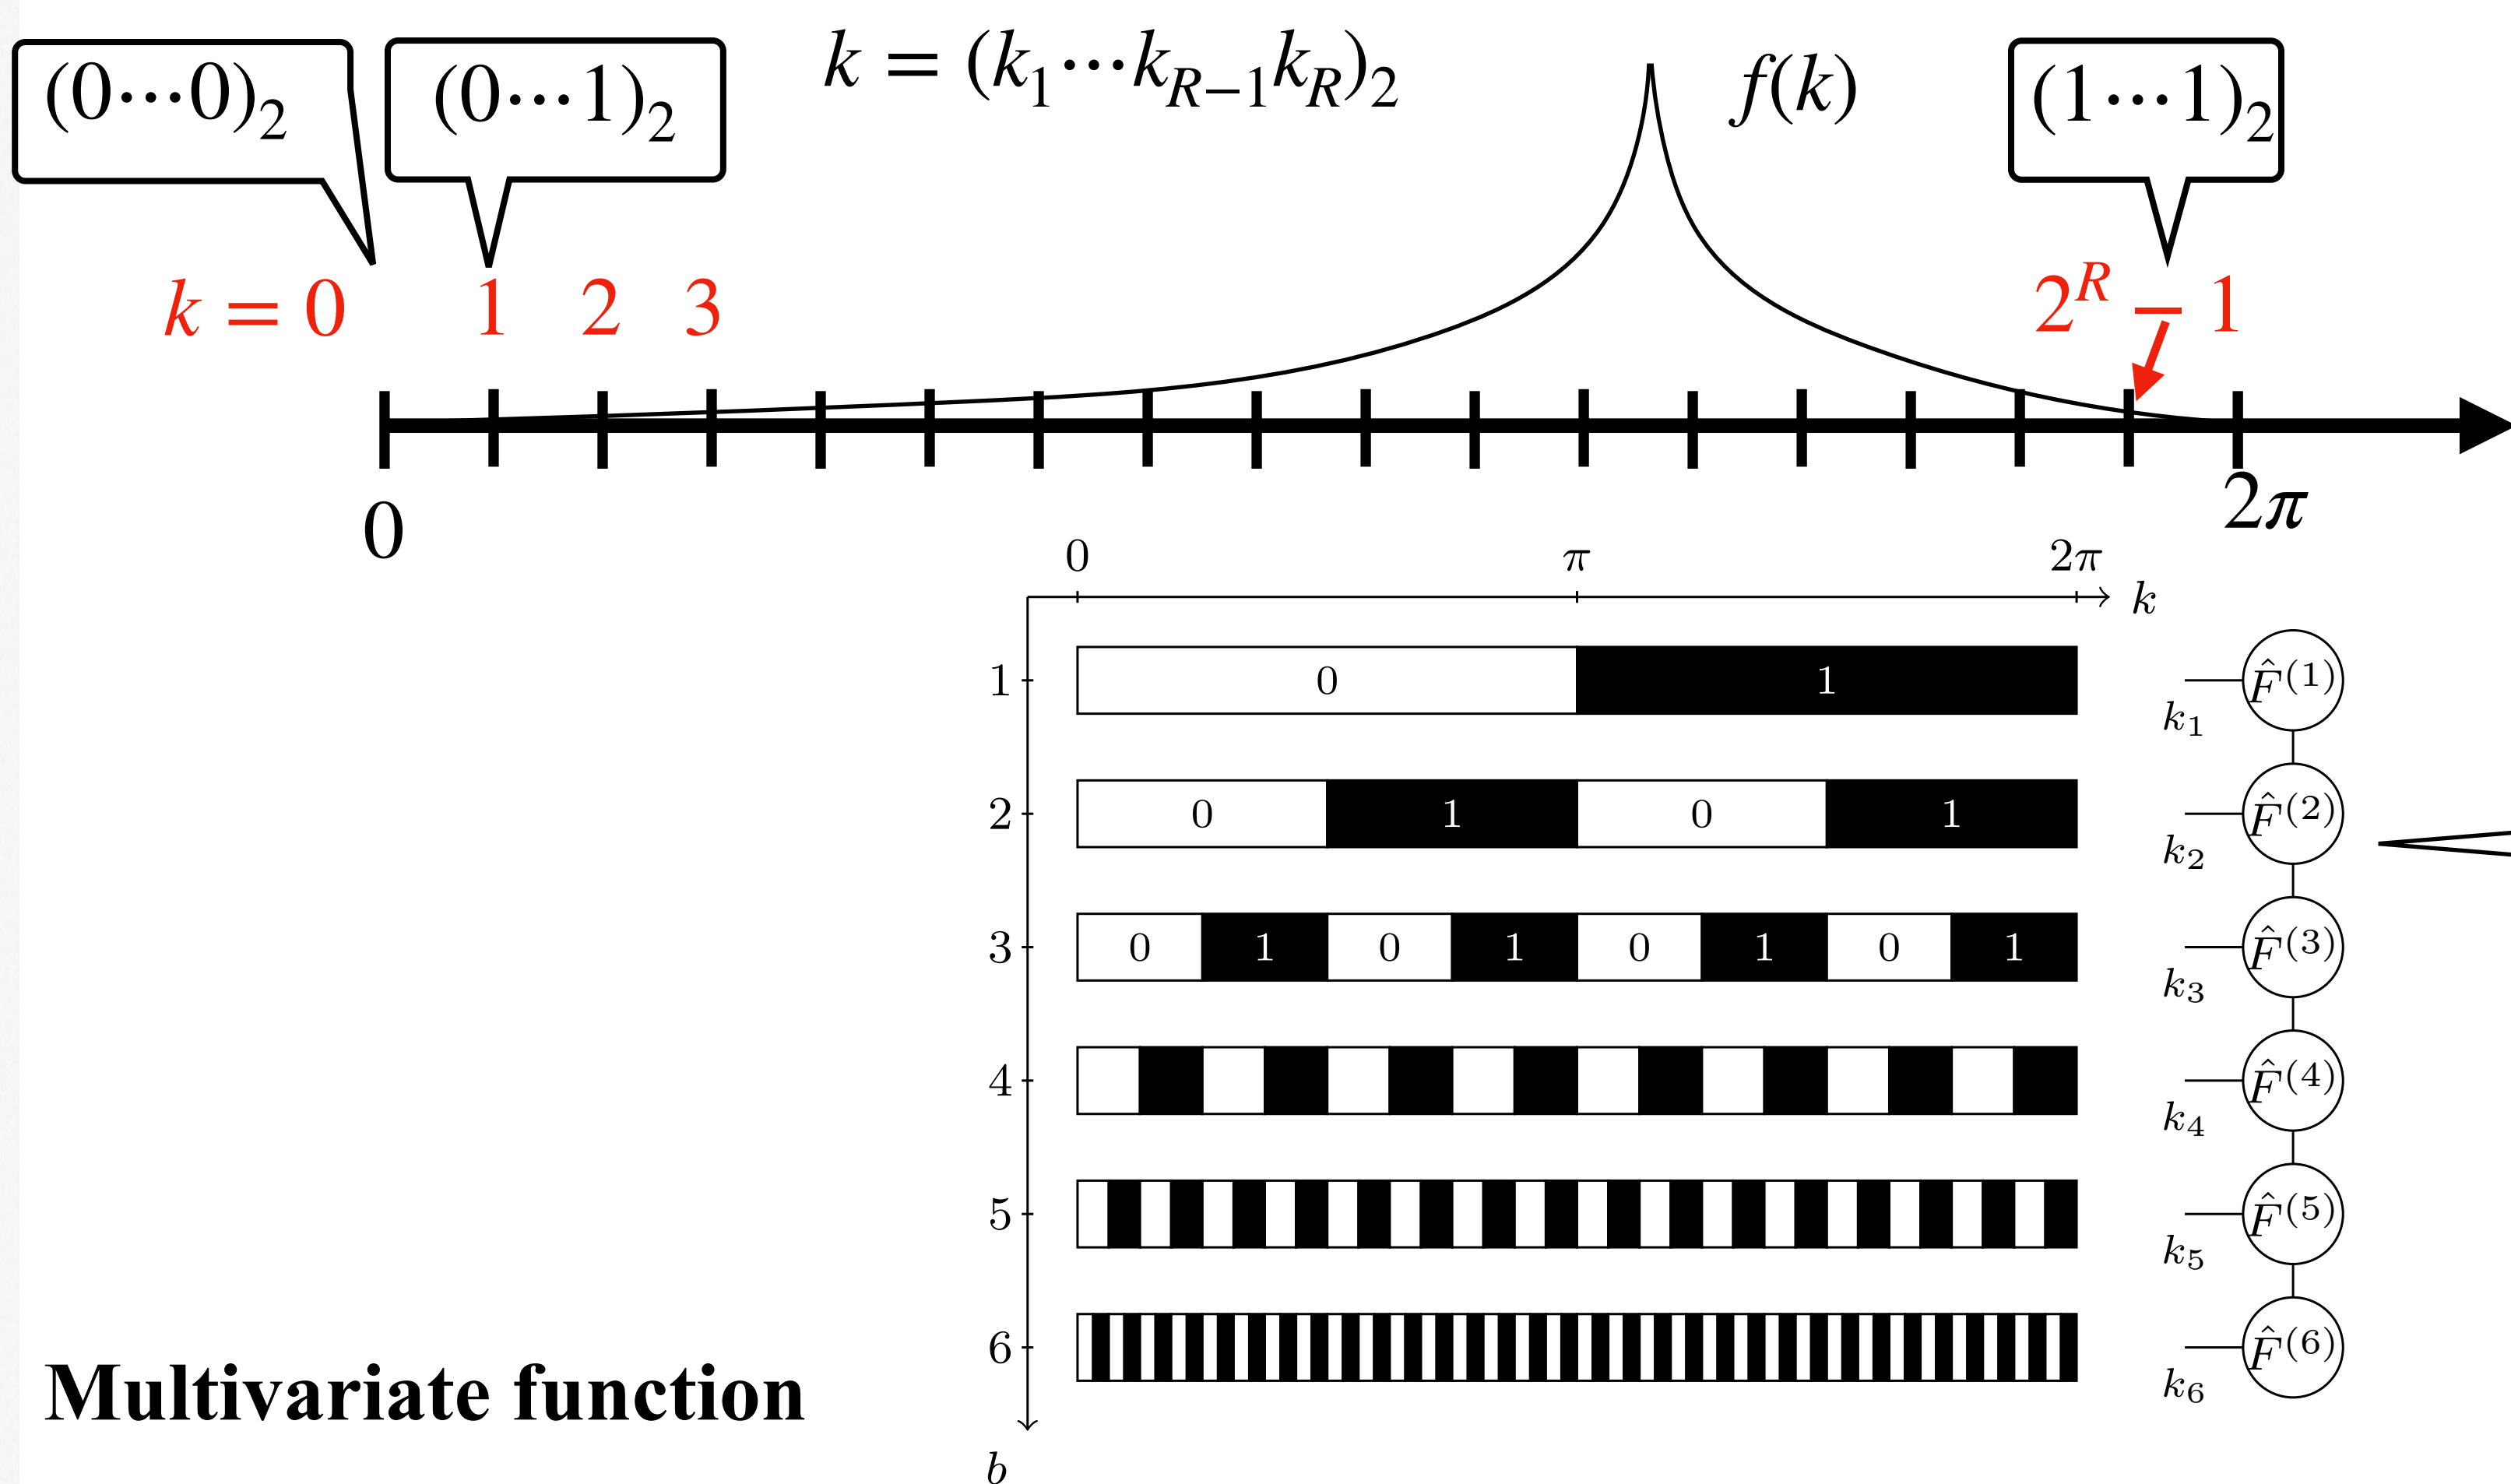 (0⋯0)₂ (0⋯1)₂ k = (k₁⋯k_{R−1}k_R)₂ f(k) (1⋯1)₂
k = 0 1 2 3 2^R − 1
0 2π
0 π 2π
k
1 0 1 k₁ F̂⁽¹⁾
2 0 1 0 1 k₂ F̂⁽²⁾
3 0 1 0 1 0 1 0 1 k₃ F̂⁽³⁾
4 k₄ F̂⁽⁴⁾
5 k₅ F̂⁽⁵⁾
6 k₆ F̂⁽⁶⁾
Multivariate function
b